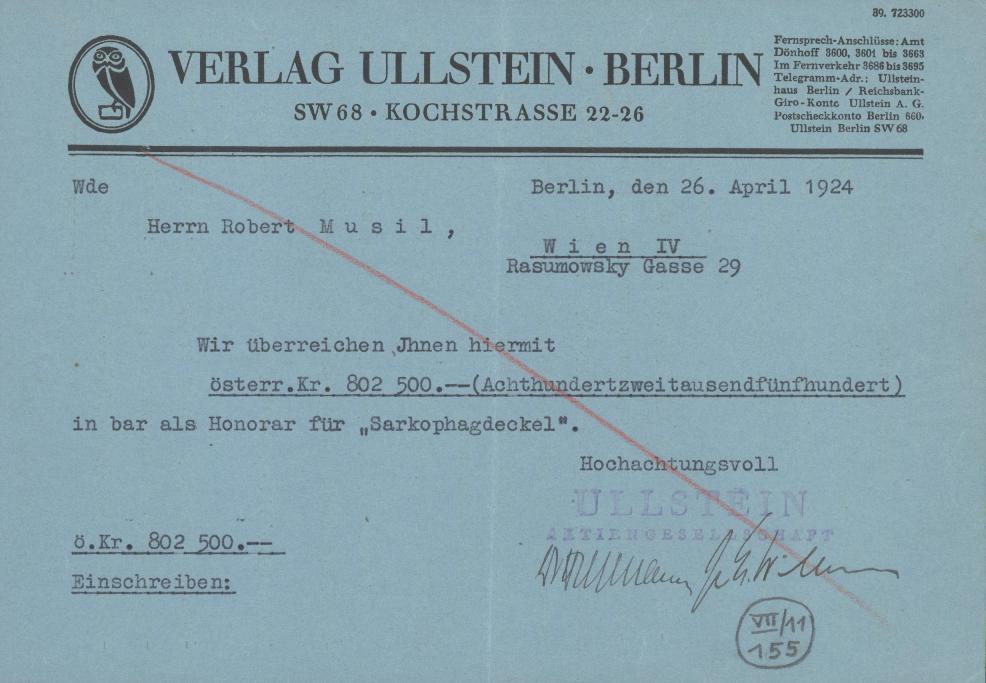 39. 723300
VERLAG ULLSTEIN · BERLIN
SW 68 · KOCHSTRASSE 22-26
Fernsprech-Anschlüsse: Amt
Dönhoff 3600, 3601 bis 3663
Im Fernverkehr 3686 bis 3695
Telegramm-Adr.: Ullstein-
haus Berlin / Reichsbank-
Giro-Konto Ullstein A. G.
Postscheckkonto Berlin 660,
Ullstein Berlin SW 68
Wde
Berlin, den 26. April 1924
Herrn Robert M u s i l ,
W i e n IV
Rasumowsky Gasse 29
Wir überreichen Jhnen hiermit
österr.Kr. 802 500.--(Achthundertzweitausendfünfhundert)
in bar als Honorar für „Sarkophagdeckel".
Hochachtungsvoll
ULLSTEIN
AKTIENGESELLSCHAFT
ö.Kr. 802 500.--
Einschreiben:
VII/11
155